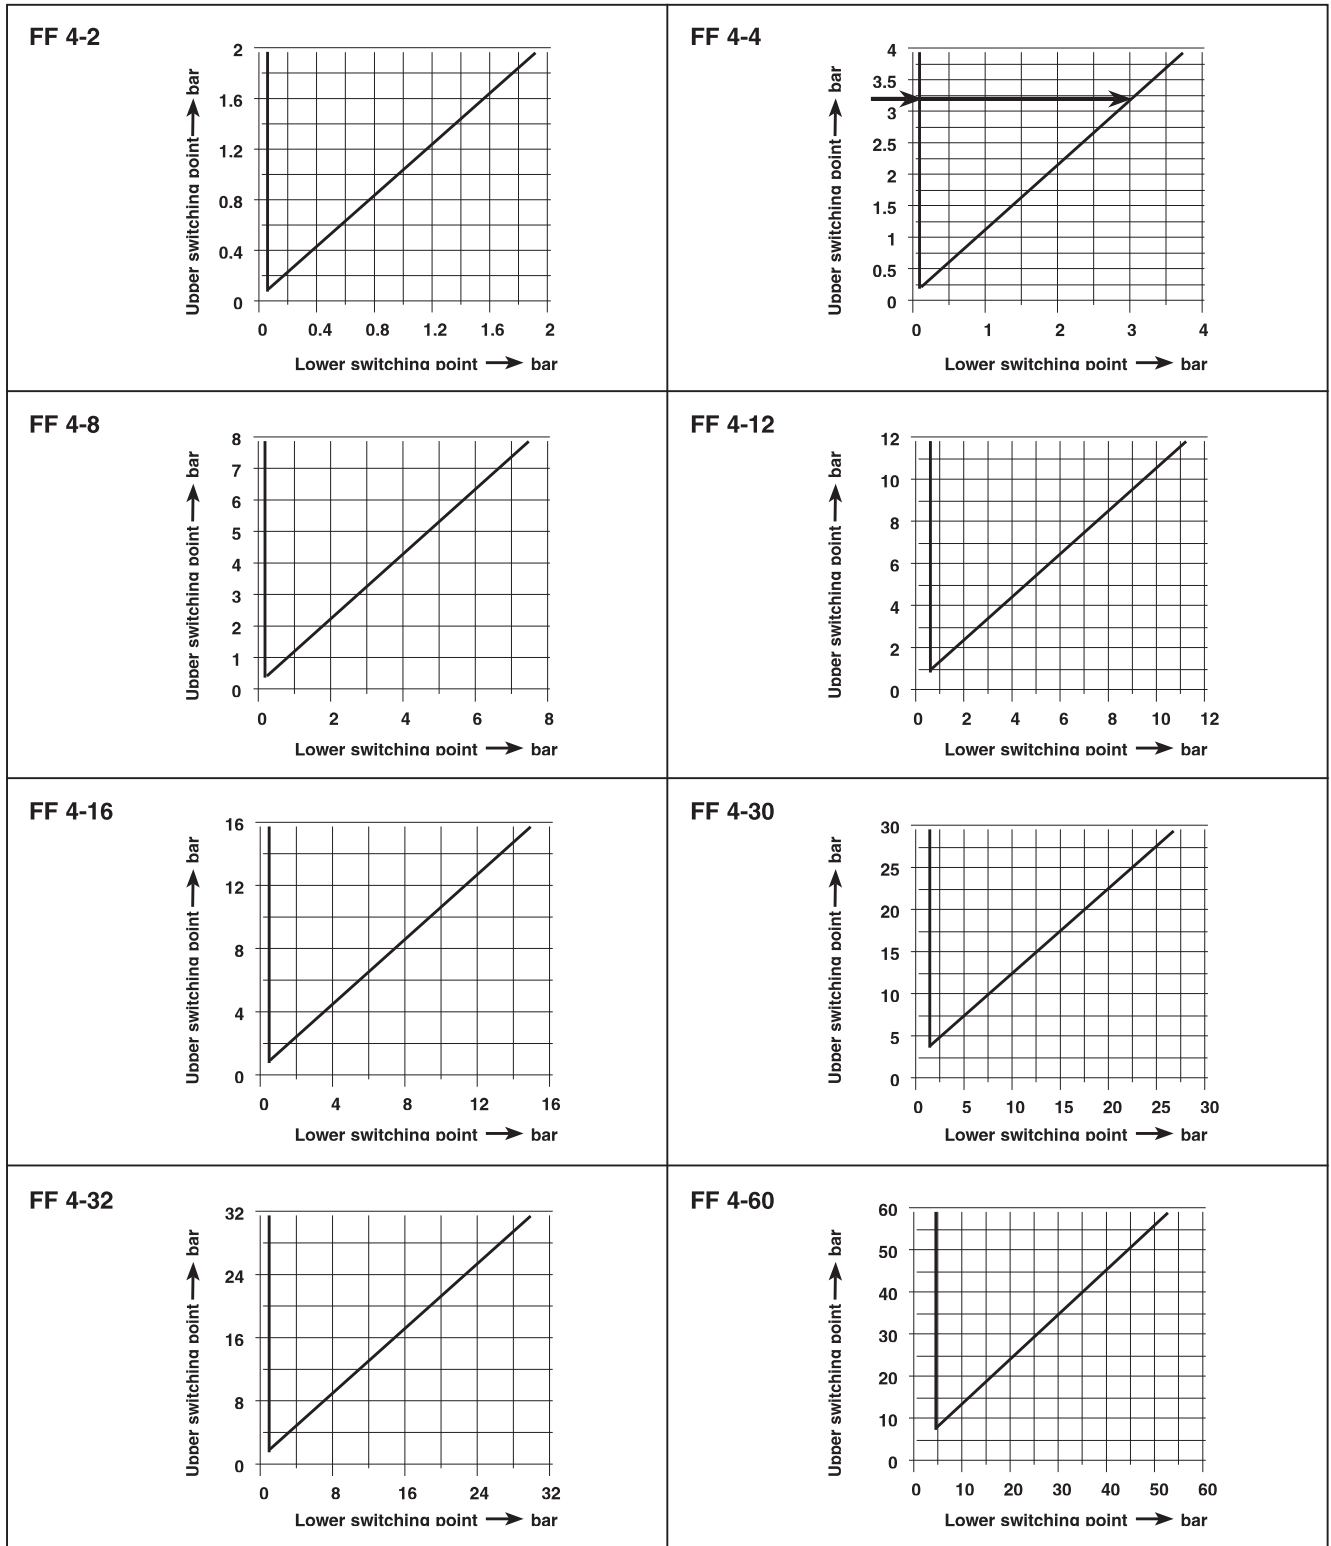 FF 4-2
Upper switching point bar
2
1.6
1.2
0.8
0.4
0
0 0.4 0.8 1.2 1.6 2
Lower switching point bar
FF 4-4
Upper switching point bar
4
3.5
3
2.5
2
1.5
1
0.5
0
0 1 2 3 4
Lower switching point bar
FF 4-8
Upper switching point bar
8
7
6
5
4
3
2
1
0
0 2 4 6 8
Lower switching point bar
FF 4-12
Upper switching point bar
12
10
8
6
4
2
0
0 2 4 6 8 10 12
Lower switching point bar
FF 4-16
Upper switching point bar
16
12
8
4
0
0 4 8 12 16
Lower switching point bar
FF 4-30
Upper switching point bar
30
25
20
15
10
5
0
0 5 10 15 20 25 30
Lower switching point bar
FF 4-32
Upper switching point bar
32
24
16
8
0
0 8 16 24 32
Lower switching point bar
FF 4-60
Upper switching point bar
60
50
40
30
20
10
0
0 10 20 30 40 50 60
Lower switching point bar